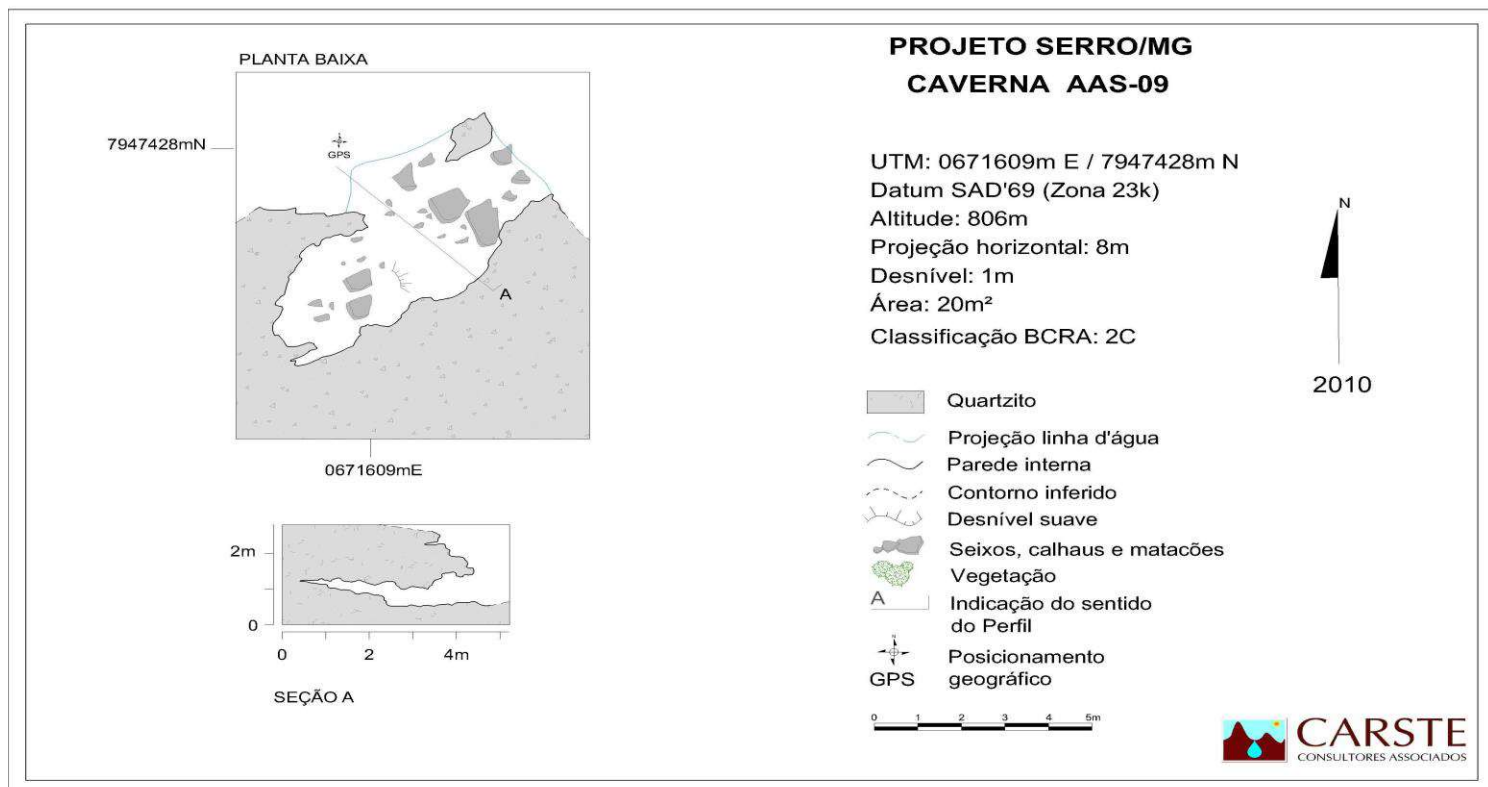 PLANTA BAIXA
7947428mN
GPS
A
0671609mE
2m
0
0 2 4m
SEÇÃO A
PROJETO SERRO/MG
CAVERNA AAS-09
UTM: 0671609m E / 7947428m N
Datum SAD'69 (Zona 23k)
Altitude: 806m
Projeção horizontal: 8m
Desnível: 1m
Área: 20m²
Classificação BCRA: 2C
Quartzito
Projeção linha d'água
Parede interna
Contorno inferido
Desnível suave
Seixos, calhaus e matacões
Vegetação
A Indicação do sentido
do Perfil
N
Posicionamento
GPS geográfico
0 1 2 3 4 5m
N
2010
CARSTE
CONSULTORES ASSOCIADOS